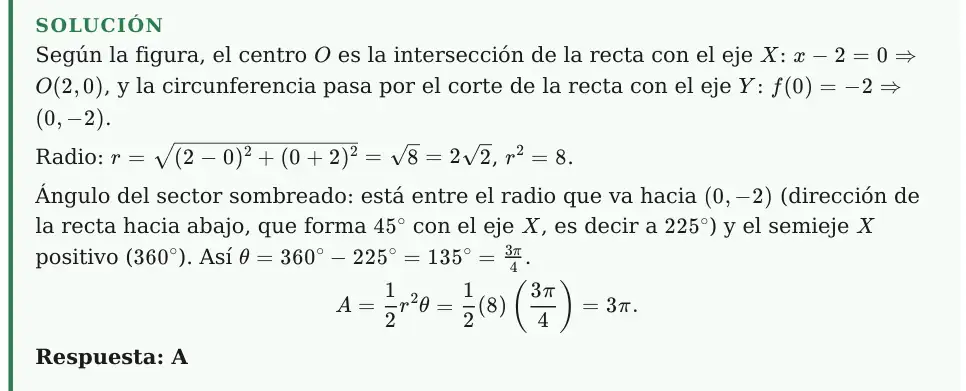 SOLUCIÓN
Según la figura, el centro O es la intersección de la recta con el eje X: x − 2 = 0 ⇒
O(2, 0), y la circunferencia pasa por el corte de la recta con el eje Y: f(0) = −2 ⇒
(0, −2).
Radio: r = √((2 − 0)² + (0 + 2)²) = √8 = 2√2, r² = 8.
Ángulo del sector sombreado: está entre el radio que va hacia (0, −2) (dirección de
la recta hacia abajo, que forma 45° con el eje X, es decir a 225°) y el semieje X
positivo (360°). Así θ = 360° − 225° = 135° = 3π/4.
A = 1/2 r²θ = 1/2 (8) (3π/4) = 3π.
Respuesta: A